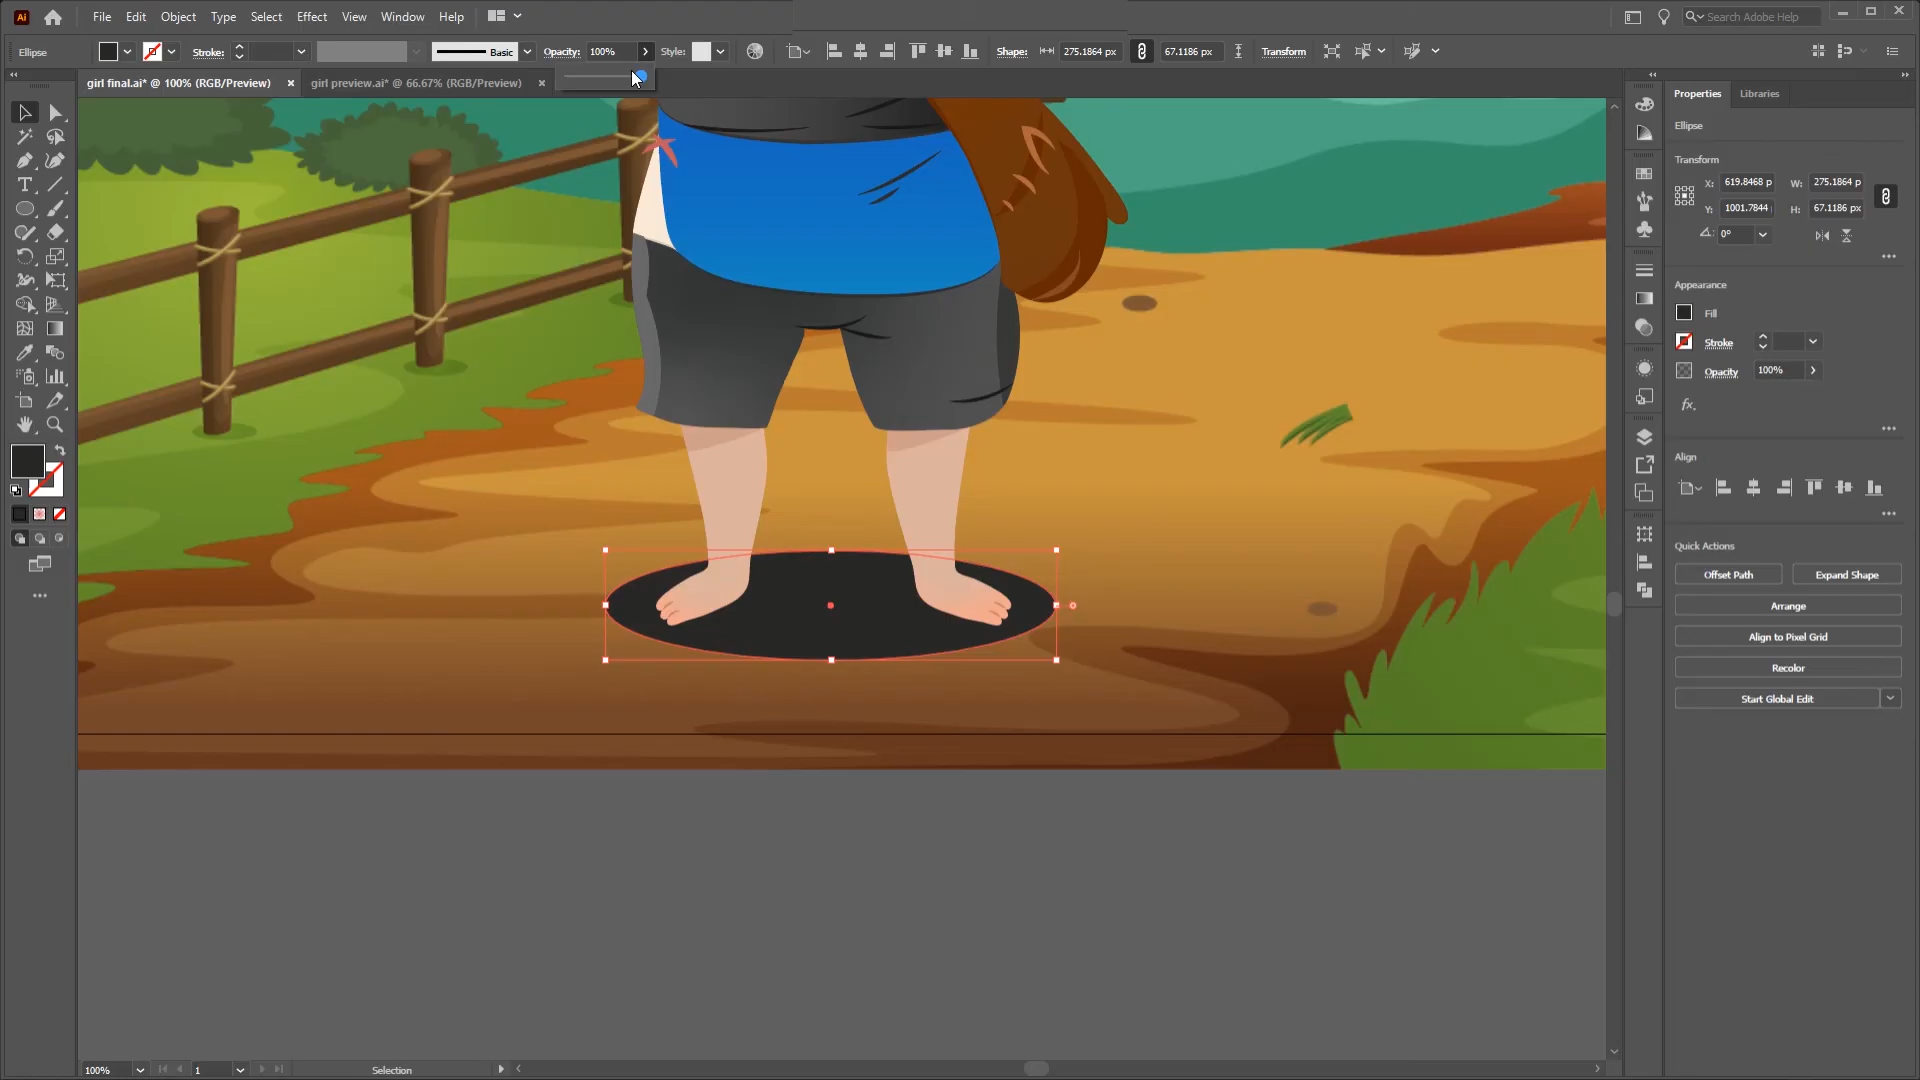 Ai File Edit Object Type Select Effect View Window Help Search Adobe Help
Ellipse Stroke: Basic Opacity: 100% Style: Shape: 275.1864 px 67.1186 px Transform
girl final.ai* @ 100% (RGB/Preview) × girl preview.ai* @ 66.67% (RGB/Preview) ×
Properties Libraries
Ellipse
Transform
X: 619.8468 p W: 275.1864 p
Y: 1001.7844 H: 67.1186 px
0°
Appearance
Fill
Stroke
Opacity 100%
fx.
Align
Quick Actions
Offset Path Expand Shape
Arrange
Align to Pixel Grid
Recolor
Start Global Edit
100% 1 Selection